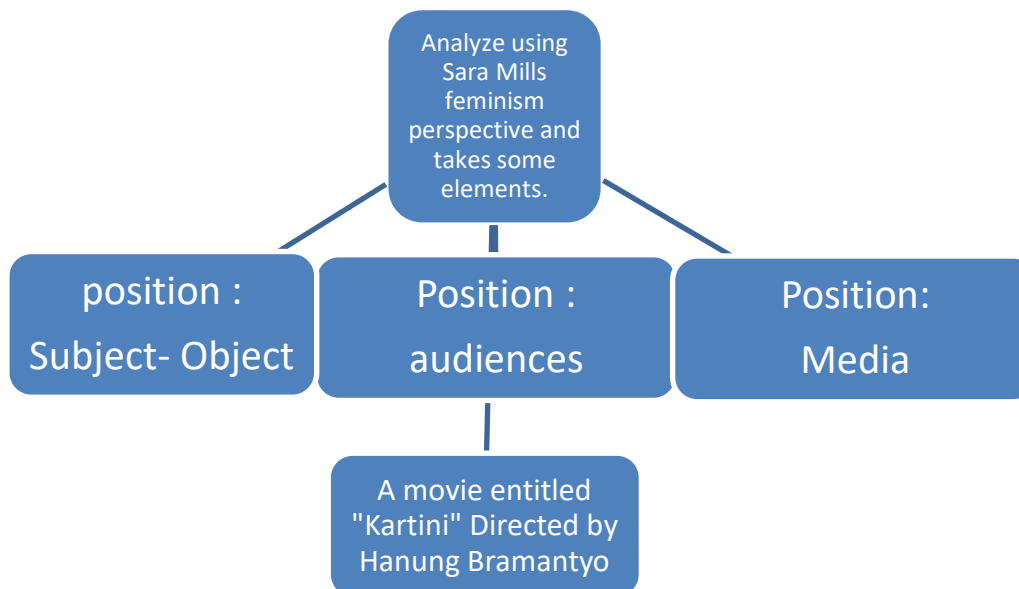 Analyze using
Sara Mills
feminism
perspective and
takes some
elements.
position :
Subject- Object
Position :
audiences
Position:
Media
A movie entitled
"Kartini" Directed by
Hanung Bramantyo